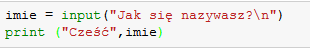 imie = input("Jak się nazywasz?\n")
print ("Cześć",imie)